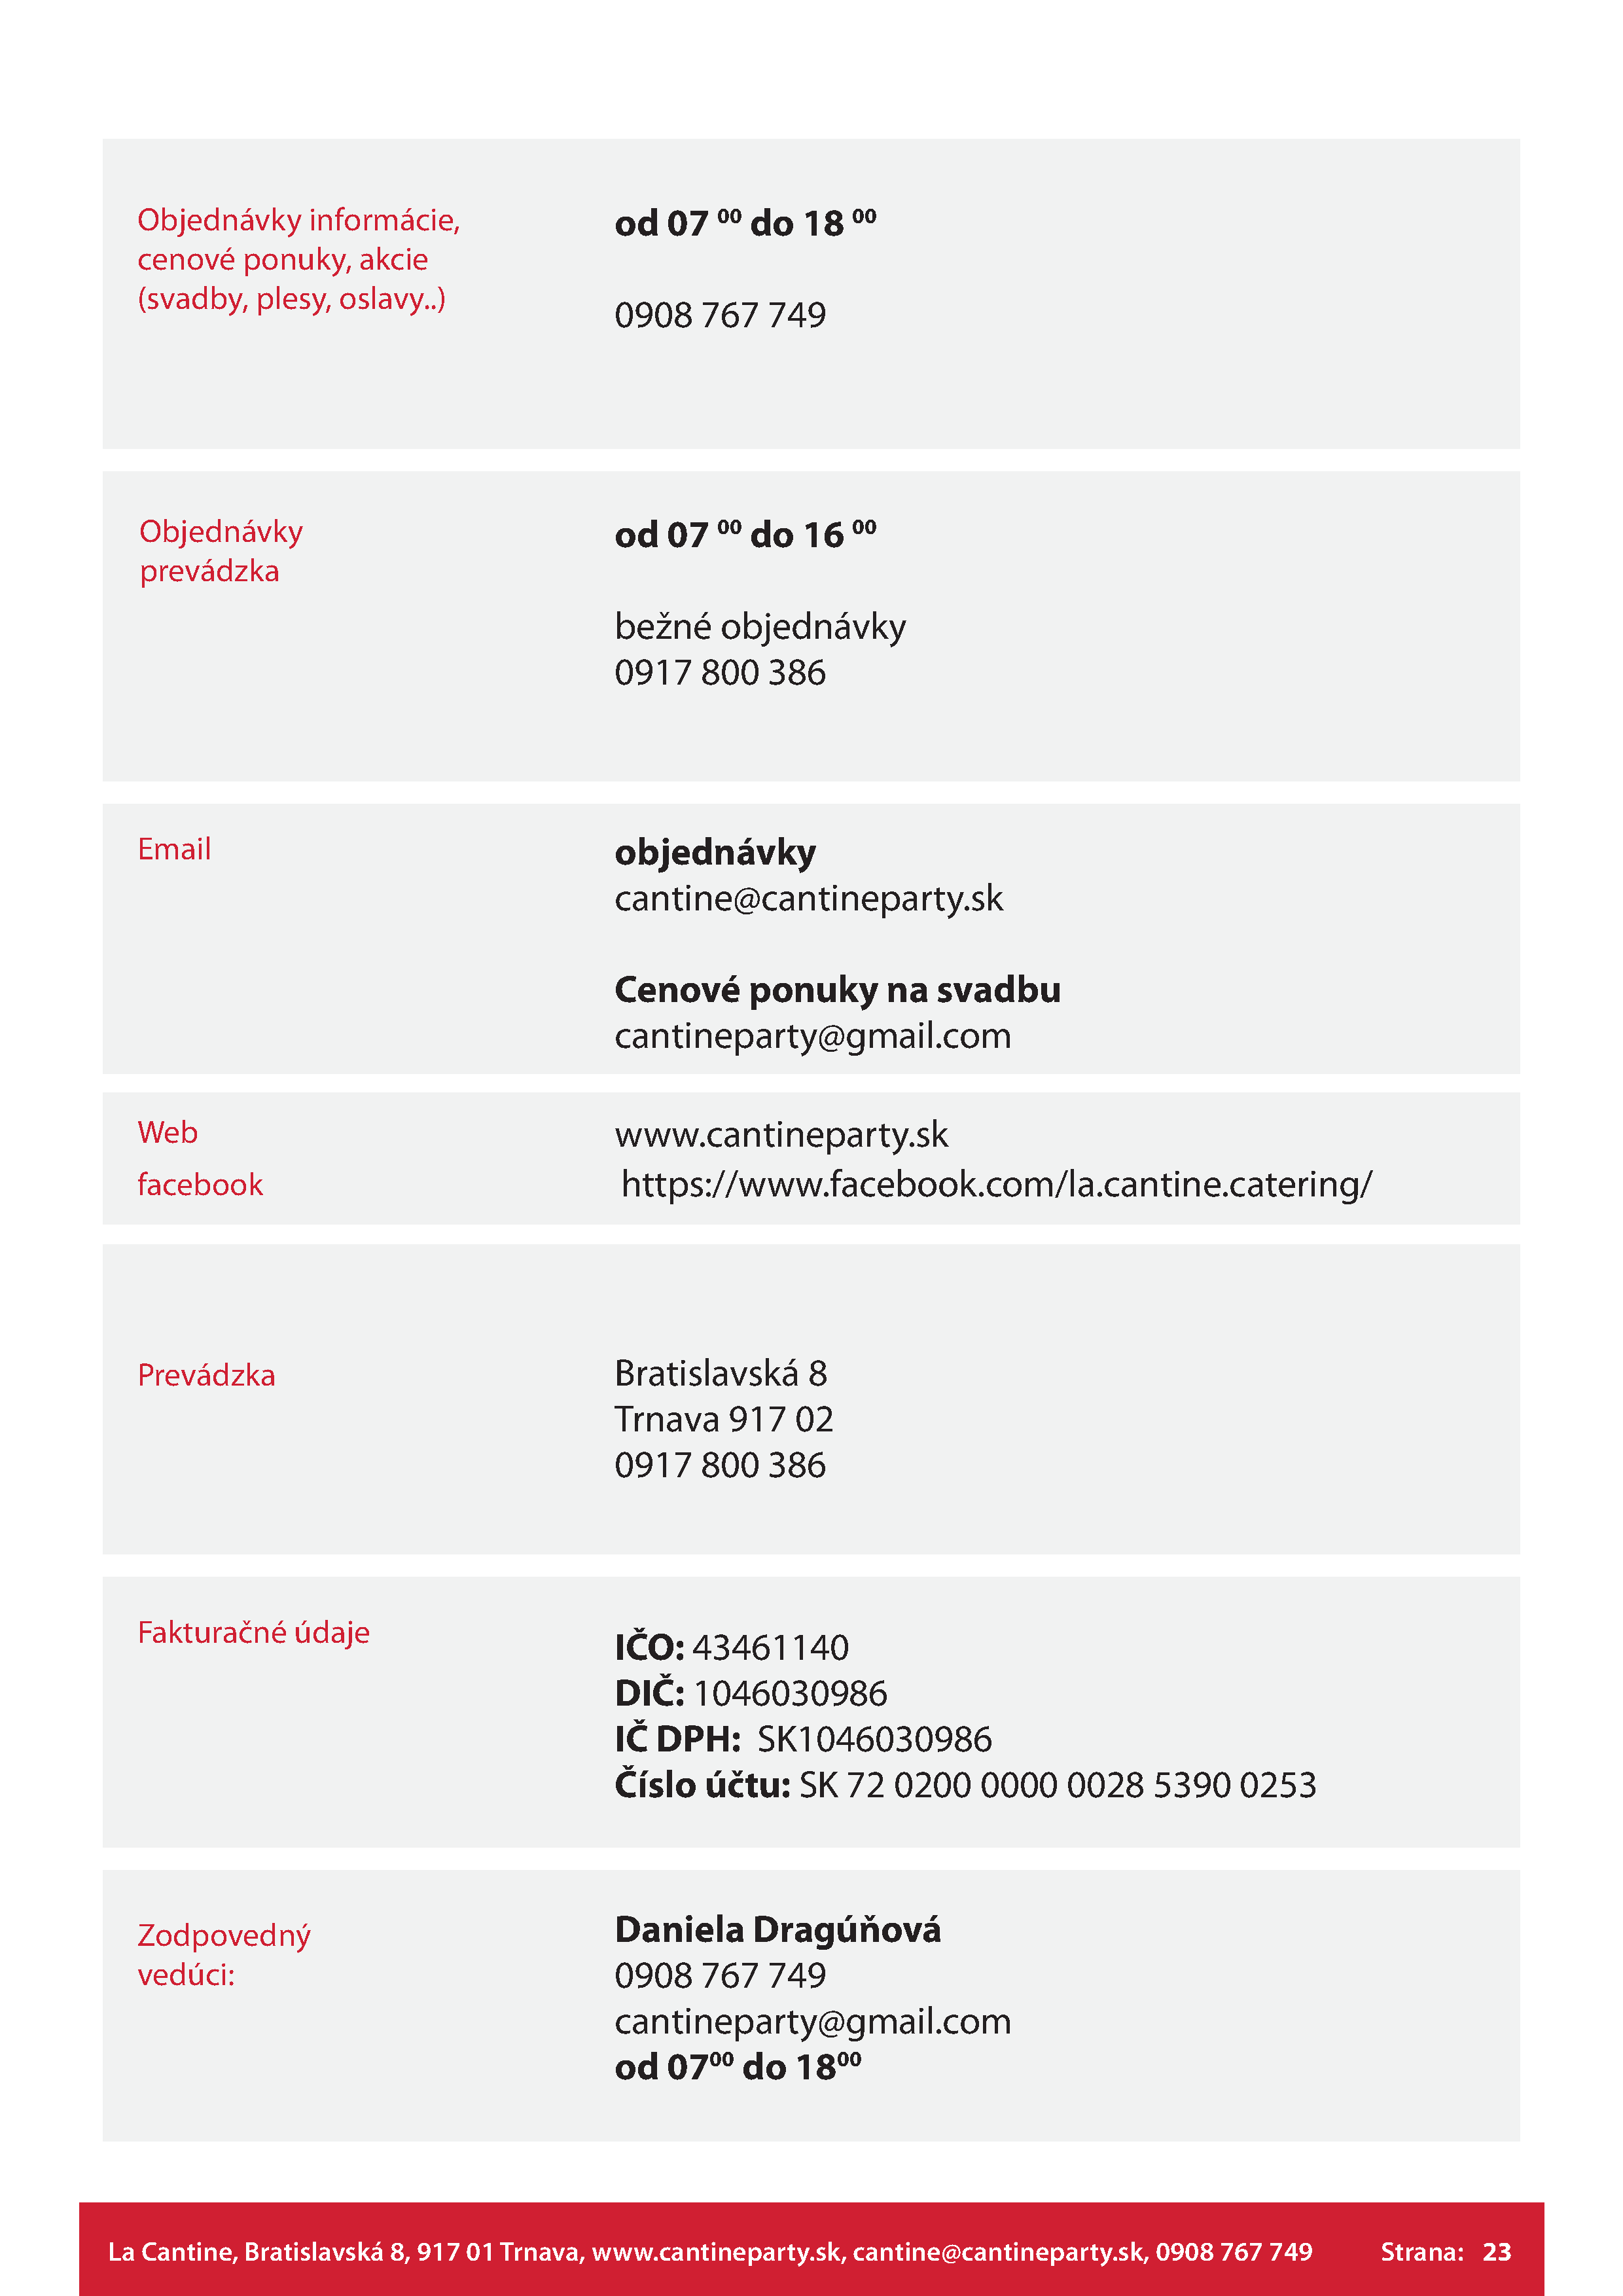 Objednávky informácie,
cenové ponuky, akcie
(svadby, plesy, oslavy..)
od 07 00 do 18 00
0908 767 749
Objednávky
prevádzka
od 07 00 do 16 00
bežné objednávky
0917 800 386
Email
objednávky
cantine@cantineparty.sk
Cenové ponuky na svadbu
cantineparty@gmail.com
Web
www.cantineparty.sk
facebook
https://www.facebook.com/la.cantine.catering/
Prevádzka
Bratislavská 8
Trnava 917 02
0917 800 386
Fakturačné údaje
IČO: 43461140
DIČ: 1046030986
IČ DPH: SK1046030986
Číslo účtu: SK 72 0200 0000 0028 5390 0253
Zodpovedný
vedúci:
Daniela Dragúňová
0908 767 749
cantineparty@gmail.com
od 0700 do 1800
La Cantine, Bratislavská 8, 917 01 Trnava, www.cantineparty.sk, cantine@cantineparty.sk, 0908 767 749 Strana: 23